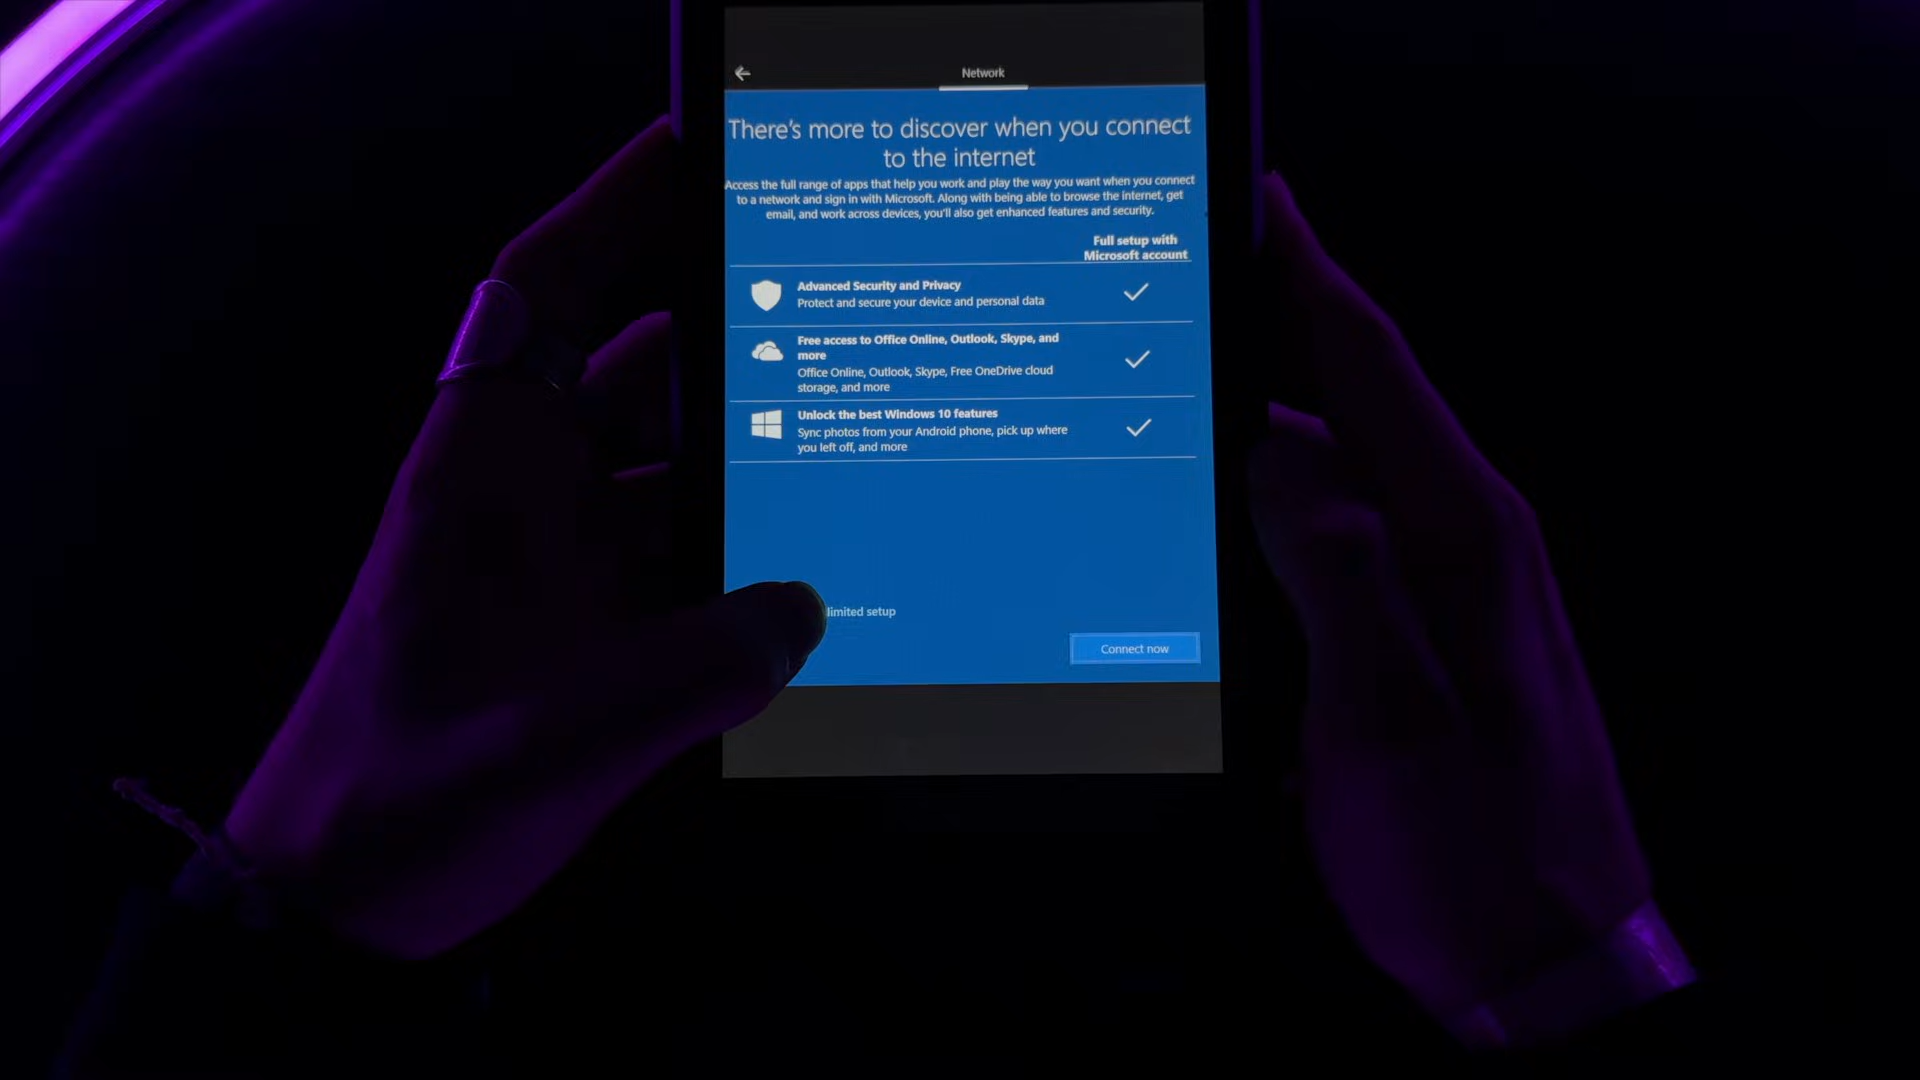 Network
There's more to discover when you connect
to the internet
Access the full range of apps that help you work and play the way you want when you connect
to a network and sign in with Microsoft. Along with being able to browse the internet, get
email, and work across devices, you'll also get enhanced features and security.
Full setup with
Microsoft account
Advanced Security and Privacy
Protect and secure your device and personal data
Free access to Office Online, Outlook, Skype, and
more
Office Online, Outlook, Skype, Free OneDrive cloud
storage, and more
Unlock the best Windows 10 features
Sync photos from your Android phone, pick up where
you left off, and more
limited setup
Connect now